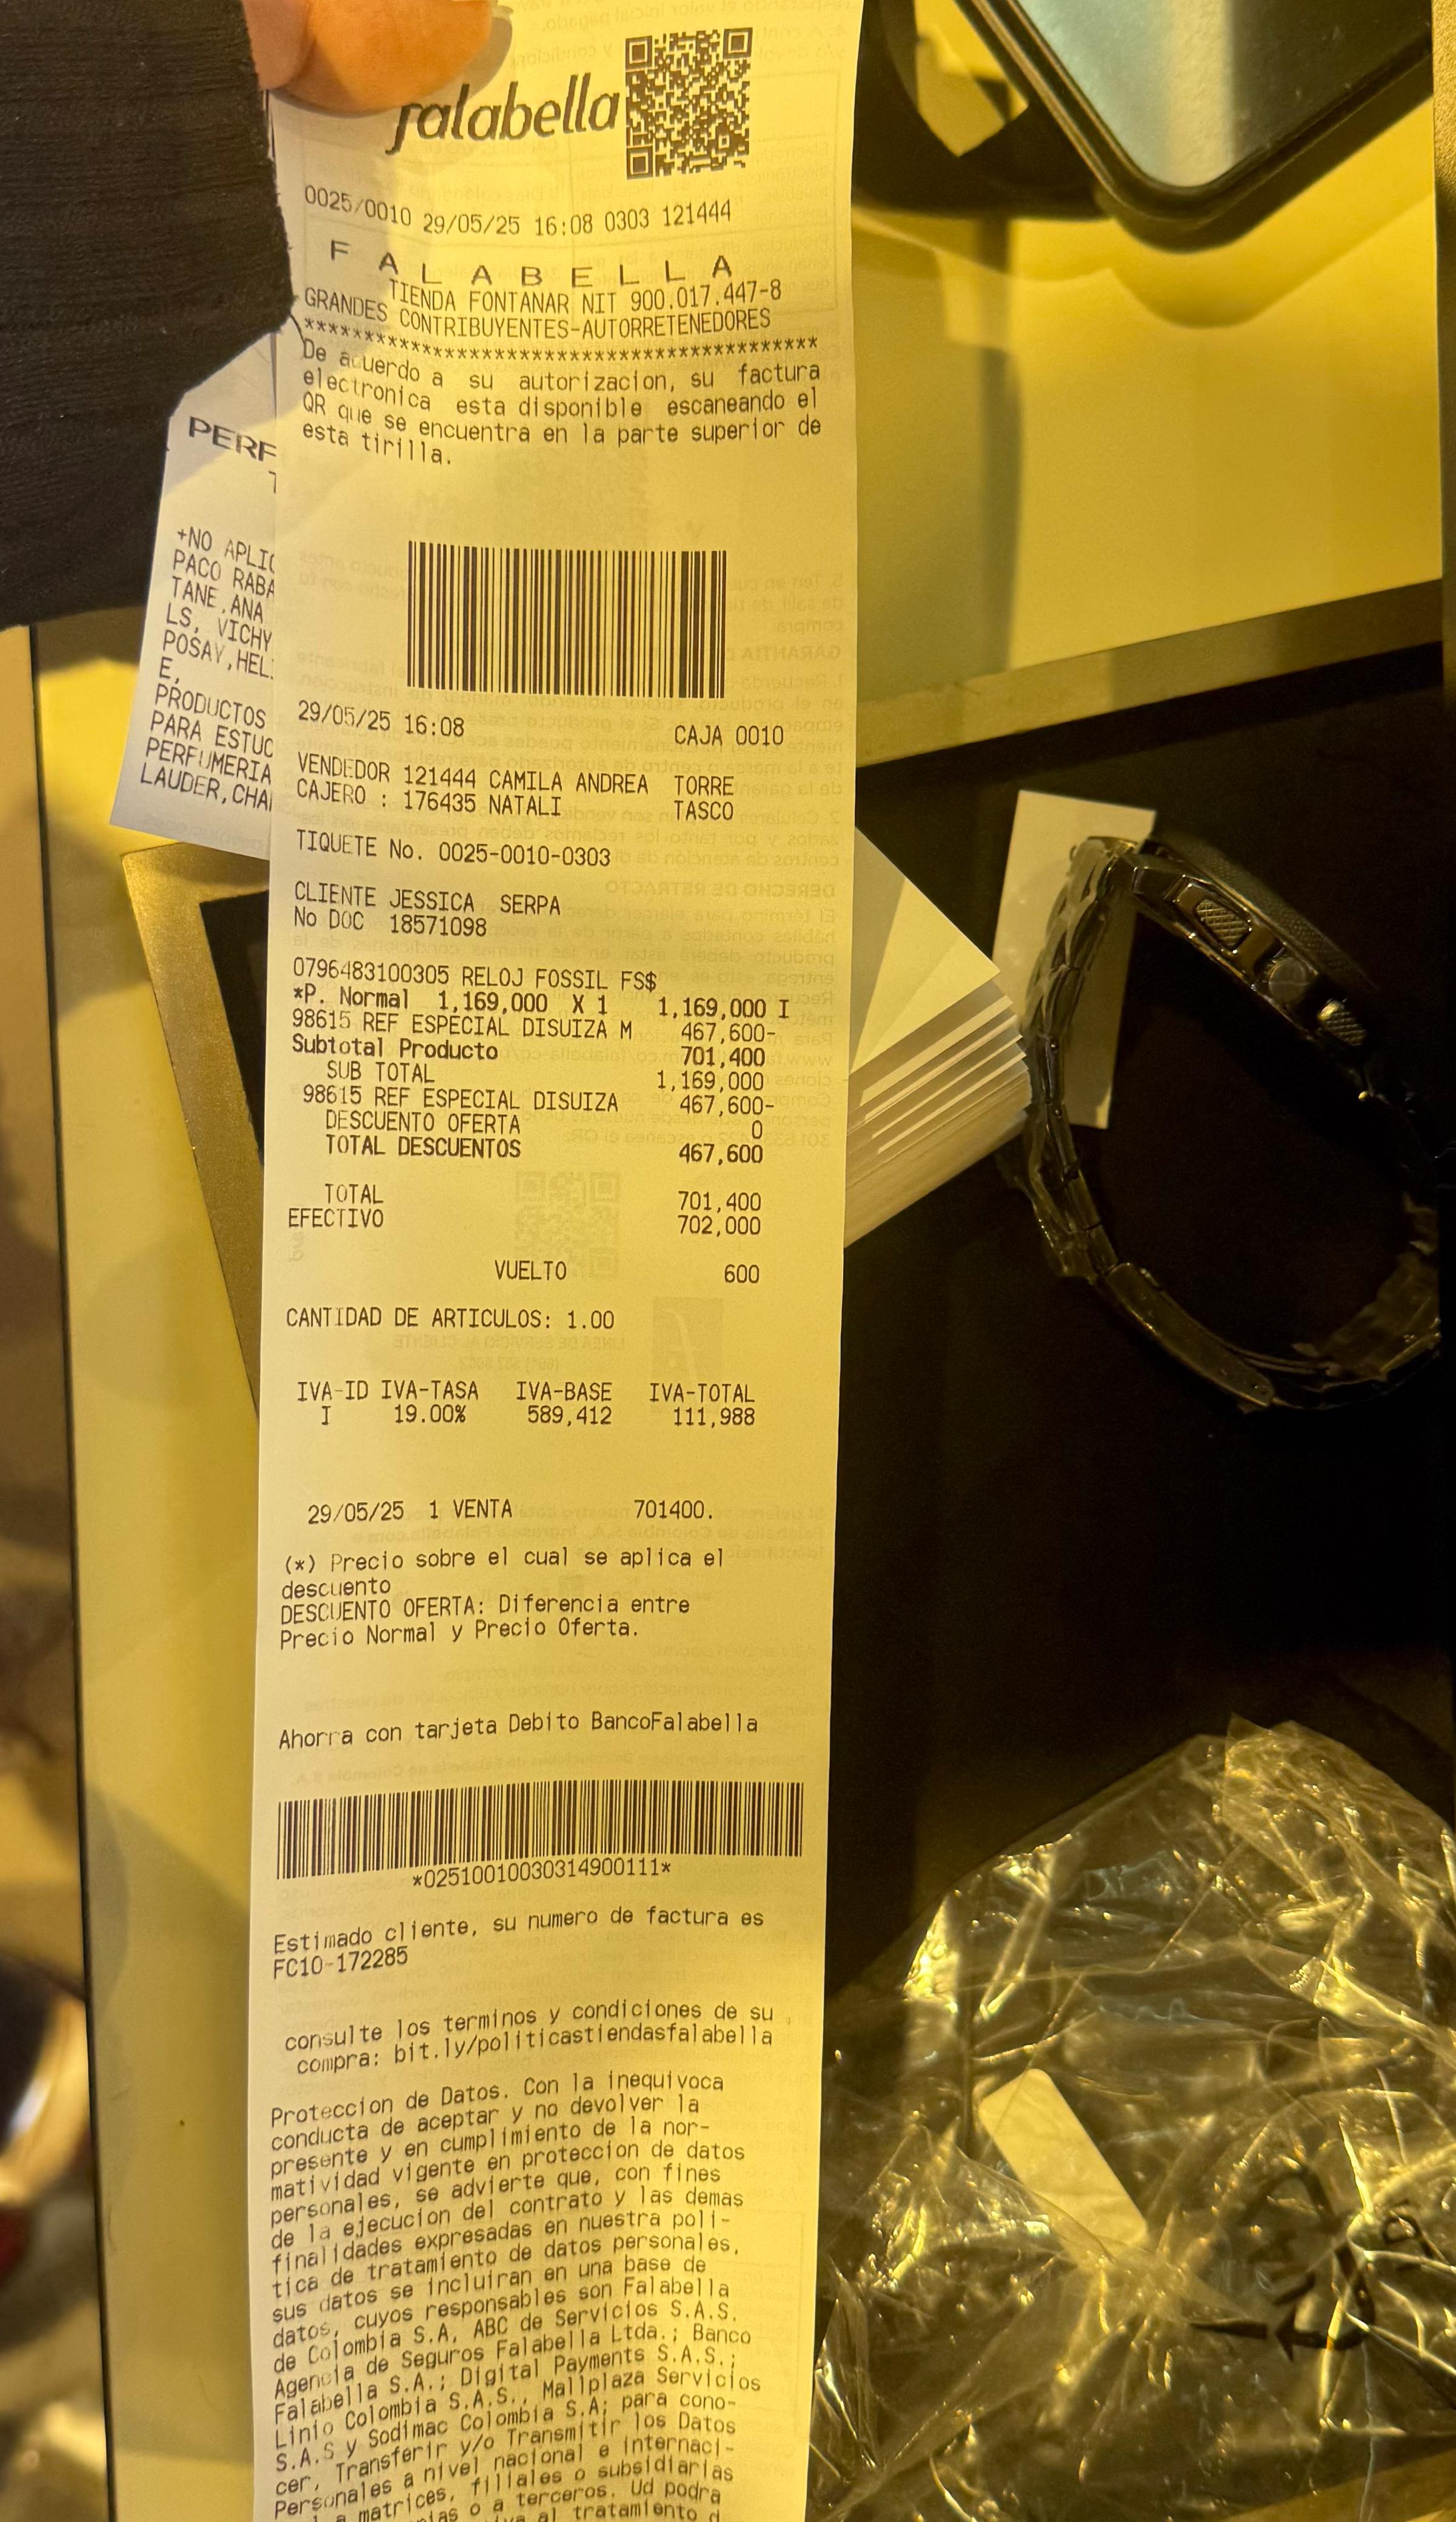 falabella
0025/0010 29/05/25 16:08 0303 121444
F A L A B E L L A
TIENDA FONTANAR NIT 900.017.447-8
GRANDES CONTRIBUYENTES-AUTORRETENEDORES
*******************************************
De acuerdo a su autorizacion, su factura
electronica esta disponible escaneando el
QR que se encuentra en la parte superior de
esta tirilla.
29/05/25 16:08 CAJA 0010
VENDEDOR 121444 CAMILA ANDREA TORRE
CAJERO : 176435 NATALI TASCO
TIQUETE No. 0025-0010-0303
CLIENTE JESSICA SERPA
No DOC 18571098
0796483100305 RELOJ FOSSIL FS$
*P. Normal 1,169,000 X 1 1,169,000 I
98615 REF ESPECIAL DISUIZA M 467,600-
Subtotal Producto 701,400
SUB TOTAL 1,169,000
98615 REF ESPECIAL DISUIZA 467,600-
DESCUENTO OFERTA 0
TOTAL DESCUENTOS 467,600
TOTAL 701,400
EFECTIVO 702,000
VUELTO 600
CANTIDAD DE ARTICULOS: 1.00
IVA-ID IVA-TASA IVA-BASE IVA-TOTAL
I 19.00% 589,412 111,988
29/05/25 1 VENTA 701400.
(*) Precio sobre el cual se aplica el
descuento
DESCUENTO OFERTA: Diferencia entre
Precio Normal y Precio Oferta.
Ahorra con tarjeta Debito BancoFalabella
*02510010030314900111*
Estimado cliente, su numero de factura es
FC10-172285
consulte los terminos y condiciones de su
compra: bit.ly/politicastiendasfalabella
Proteccion de Datos. Con la inequivoca
conducta de aceptar y no devolver la
presente y en cumplimiento de la nor-
matividad vigente en proteccion de datos
personales, se advierte que, con fines
de la ejecucion del contrato y las demas
finalidades expresadas en nuestra poli-
tica de tratamiento de datos personales,
sus datos se incluiran en una base de
datos, cuyos responsables son Falabella
de Colombia S.A, ABC de Servicios S.A.S,
Agencia de Seguros Falabella Ltda.; Banco
Falabella S.A.; Digital Payments S.A.S.;
Linio Colombia S.A.S., Mallplaza Servicios
S.A.S y Sodimac Colombia S.A; para cono-
cer, Transferir y/o Transmitir los Datos
Personales a nivel nacional e internaci-
a matrices, filiales o subsidiarias
o a terceros. Ud podra
al tratamiento d
PERF
+NO APLIC
PACO RABA
TANE,ANA
LS, VICHY
POSAY,HEL
E,
PRODUCTOS
PARA ESTUC
PERFUMERIA
LAUDER,CHA